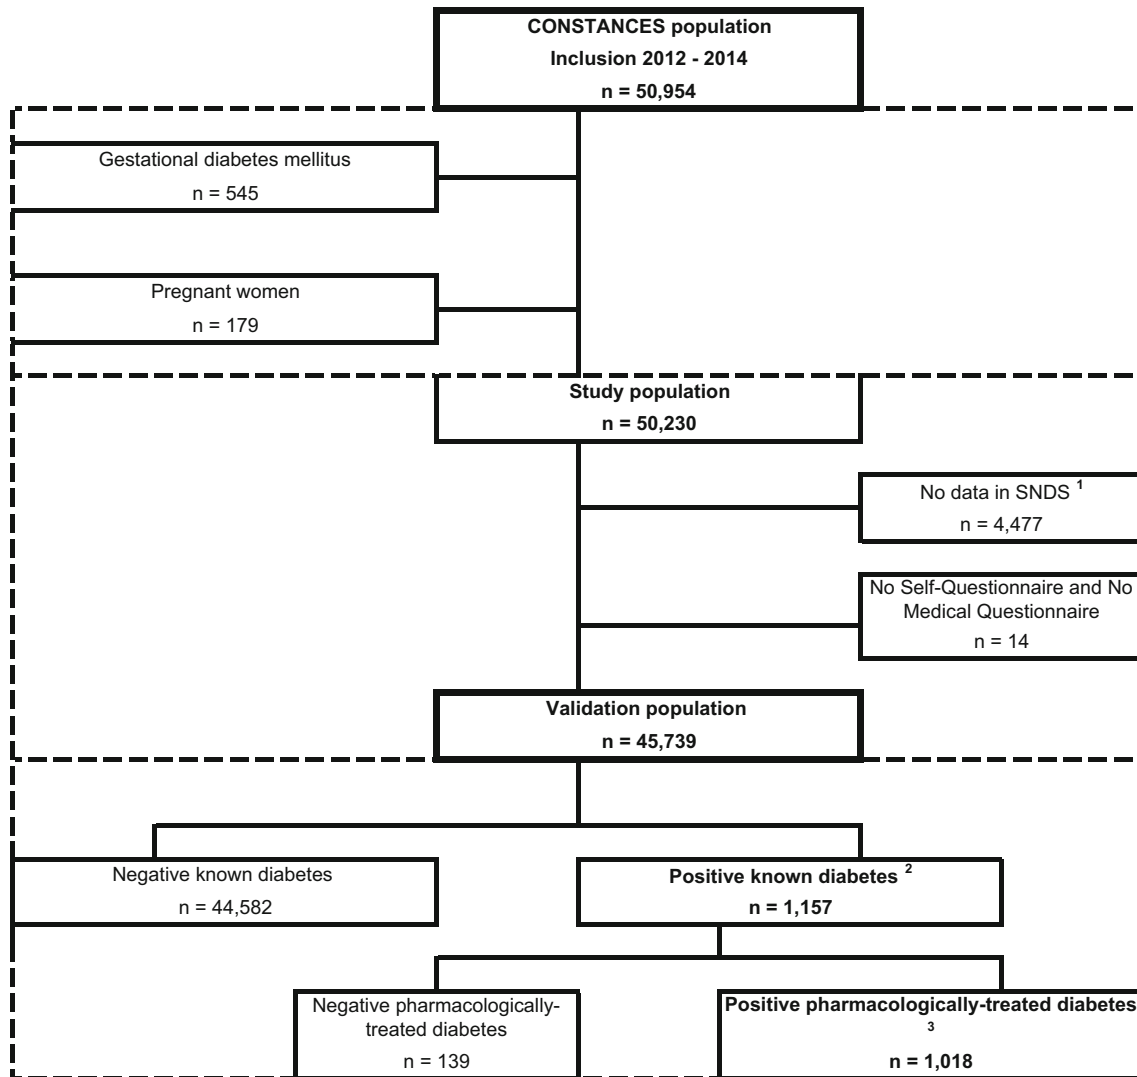 CONSTANCES population
Inclusion 2012 - 2014
n = 50,954
Gestational diabetes mellitus
n = 545
Pregnant women
n = 179
Study population
n = 50,230
No data in SNDS 1
n = 4,477
No Self-Questionnaire and No
Medical Questionnaire
n = 14
Validation population
n = 45,739
Negative known diabetes
n = 44,582
Positive known diabetes 2
n = 1,157
Negative pharmacologically-
treated diabetes
n = 139
Positive pharmacologically-treated diabetes
3
n = 1,018